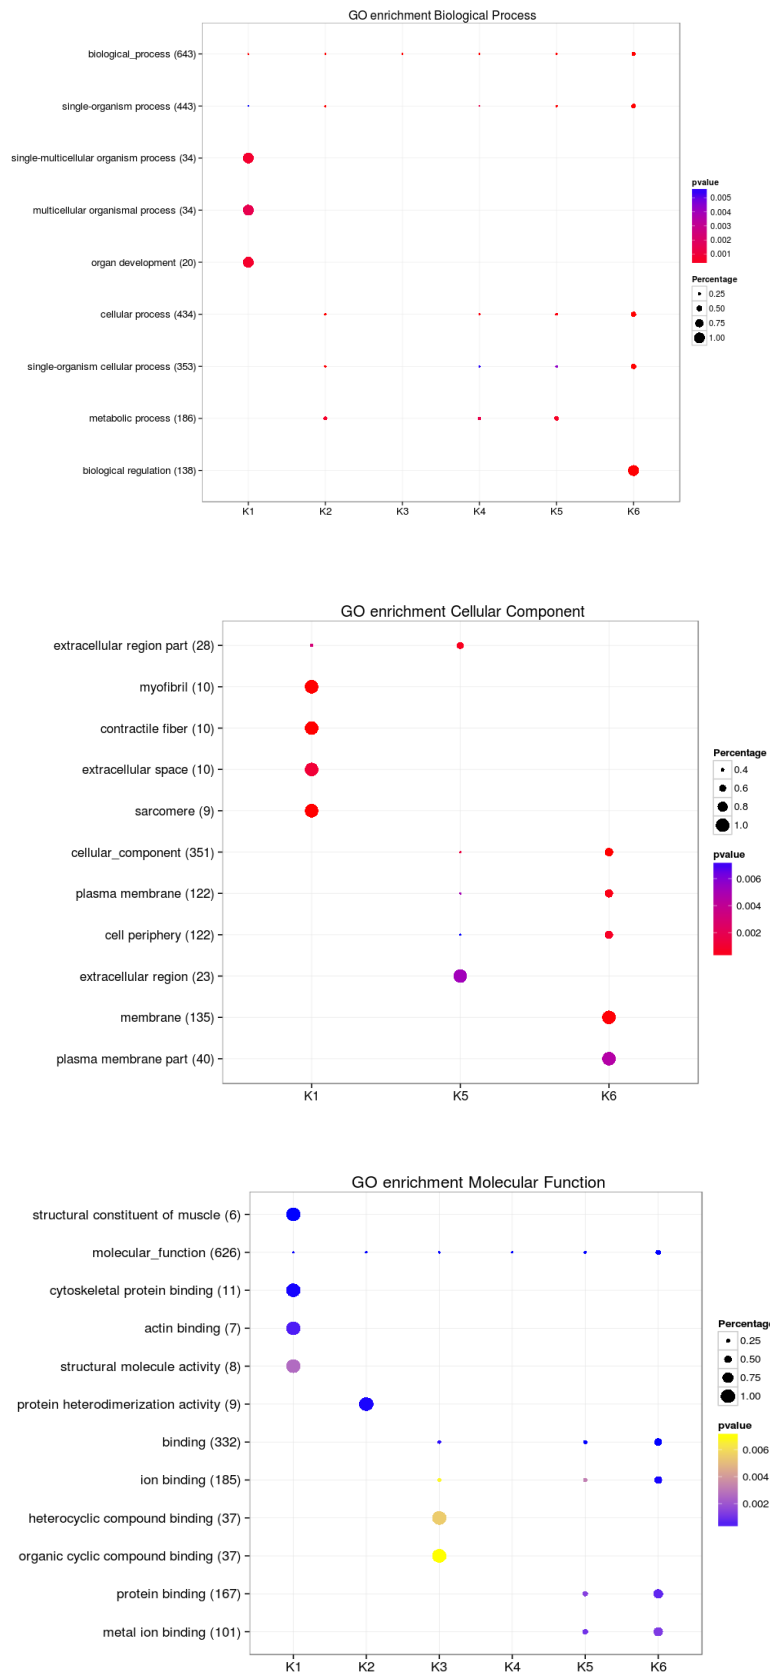 GO enrichment Biological Process
biological_process (643)
single-organism process (443)
single-multicellular organism process (34)
multicellular organismal process (34)
organ development (20)
cellular process (434)
single-organism cellular process (353)
metabolic process (186)
biological regulation (138)
K1 K2 K3 K4 K5 K6
pvalue
0.005
0.004
0.003
0.002
0.001
Percentage
0.25
0.50
0.75
1.00
GO enrichment Cellular Component
extracellular region part (28)
myofibril (10)
contractile fiber (10)
extracellular space (10)
sarcomere (9)
cellular_component (351)
plasma membrane (122)
cell periphery (122)
extracellular region (23)
membrane (135)
plasma membrane part (40)
K1 K5 K6
Percentage
0.4
0.6
0.8
1.0
pvalue
0.006
0.004
0.002
GO enrichment Molecular Function
structural constituent of muscle (6)
molecular_function (626)
cytoskeletal protein binding (11)
actin binding (7)
structural molecule activity (8)
protein heterodimerization activity (9)
binding (332)
ion binding (185)
heterocyclic compound binding (37)
organic cyclic compound binding (37)
protein binding (167)
metal ion binding (101)
K1 K2 K3 K4 K5 K6
Percentage
0.25
0.50
0.75
1.00
pvalue
0.006
0.004
0.002